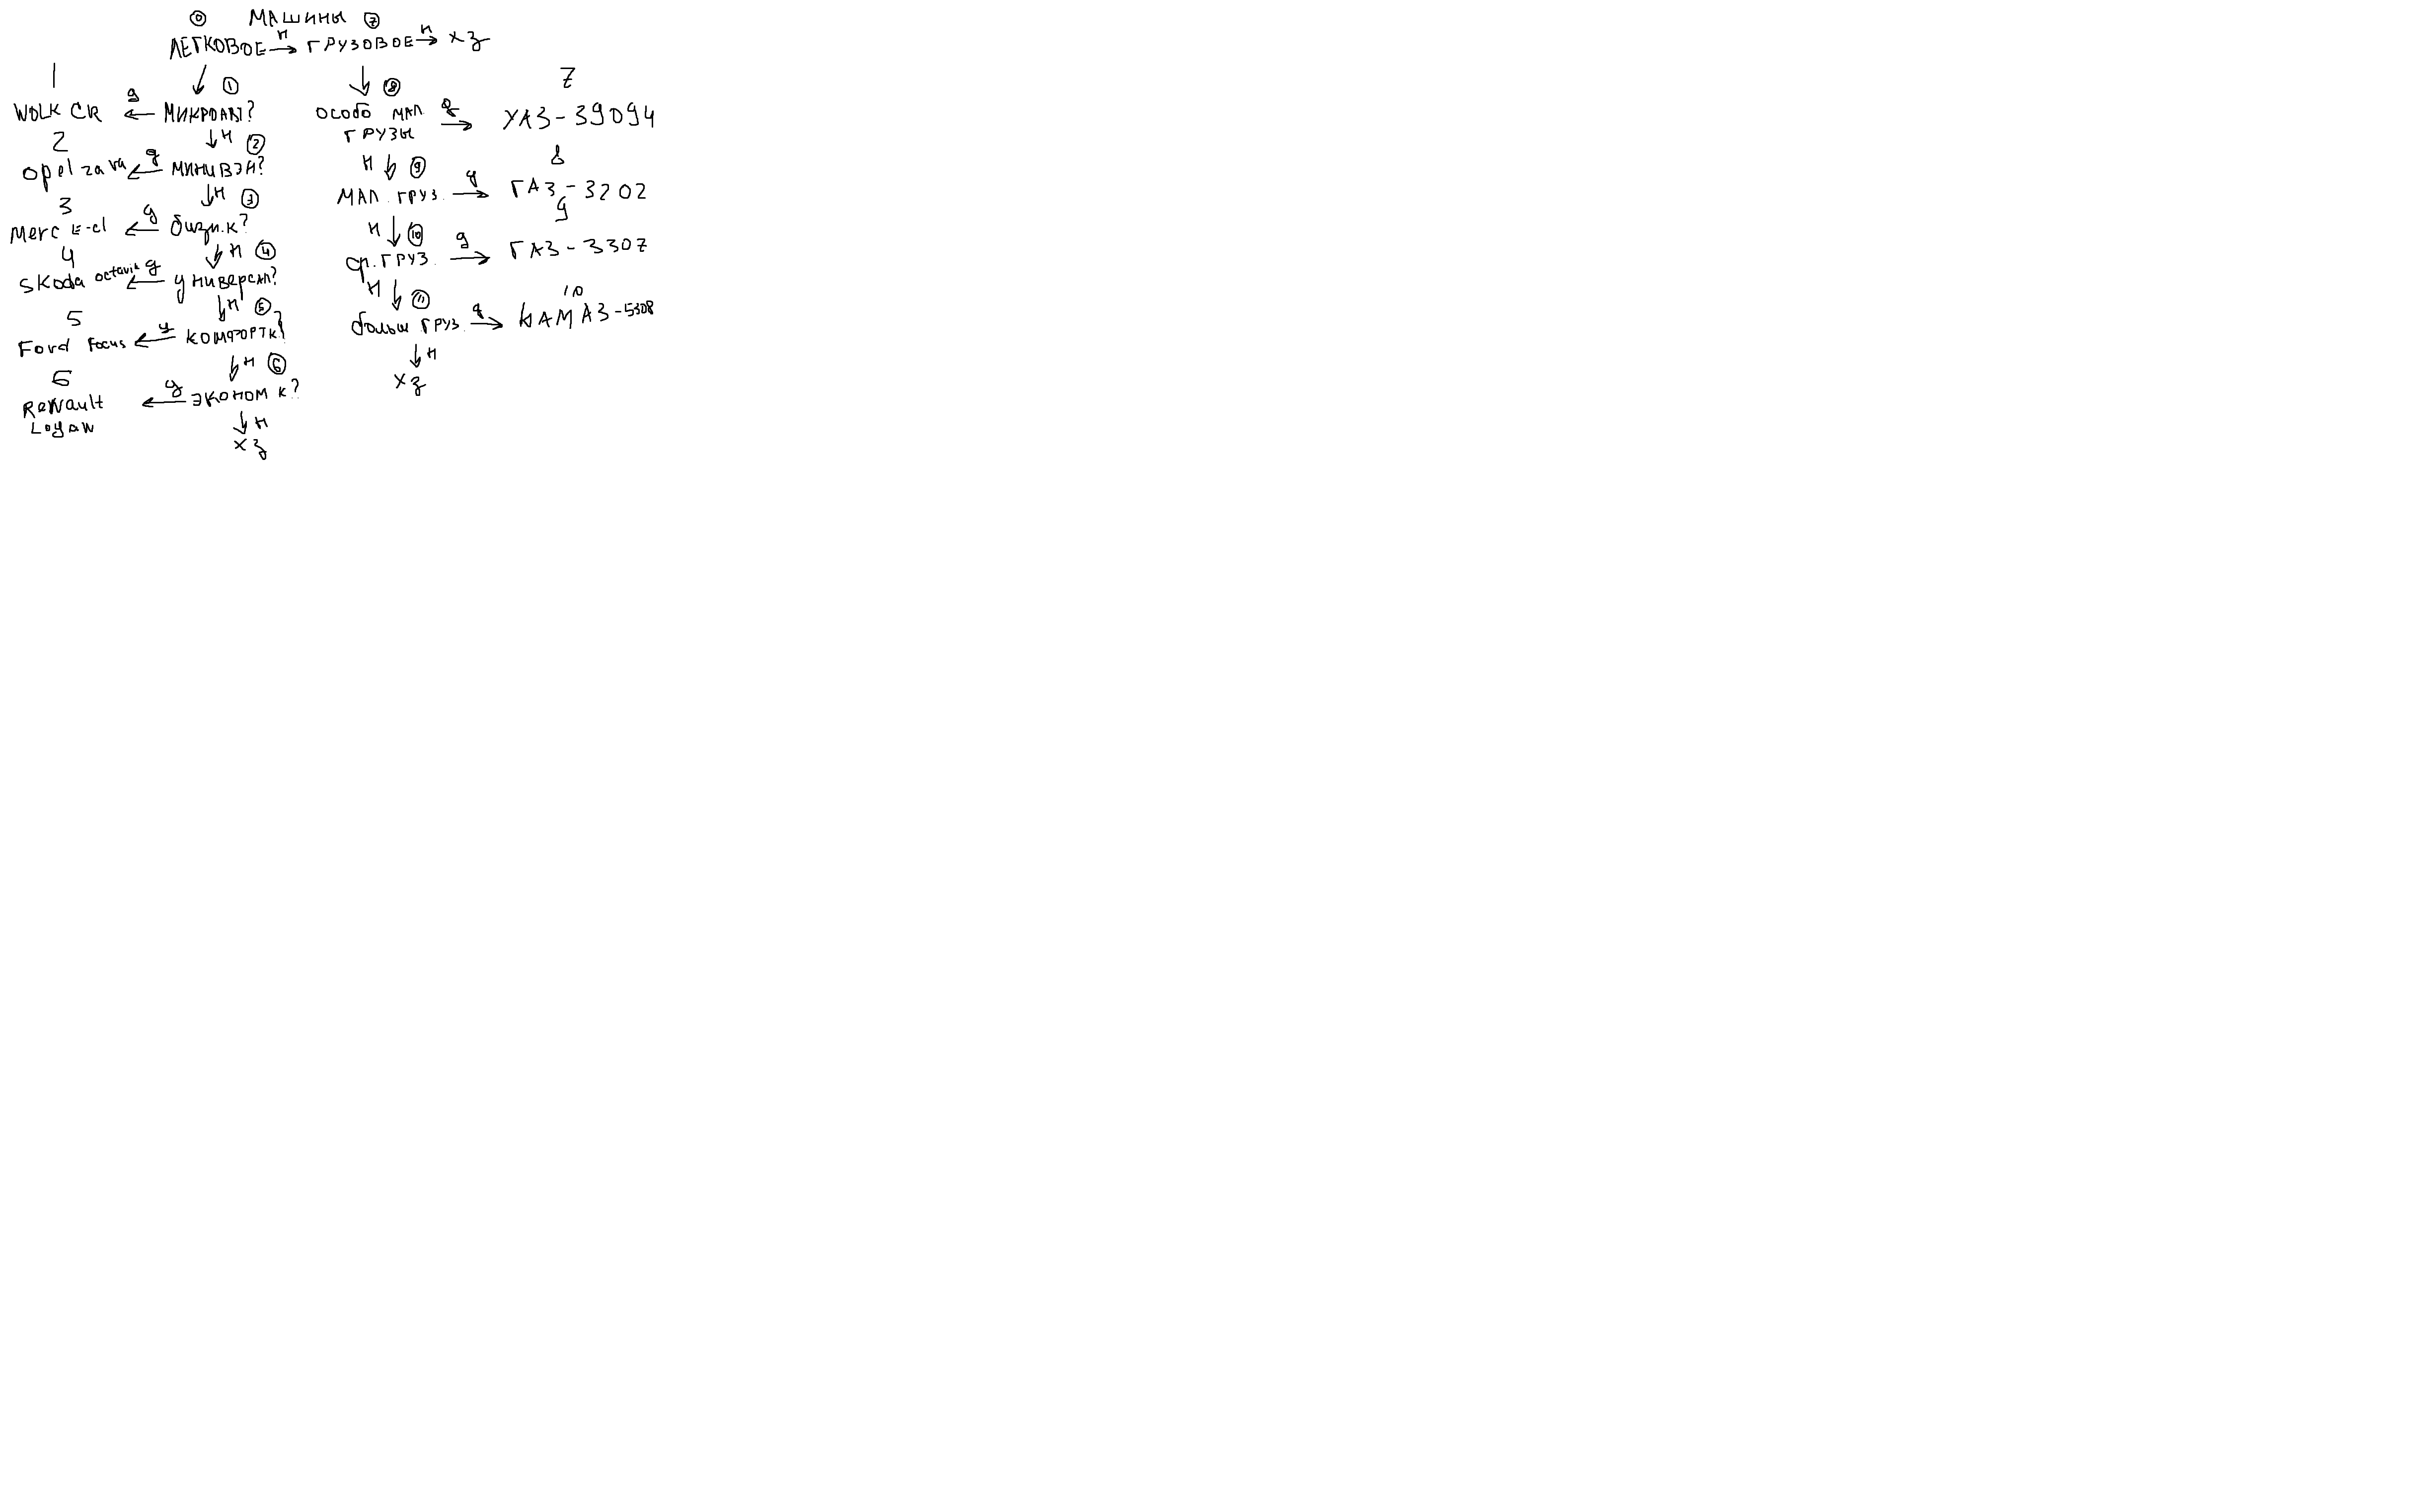 0 МАШИНЫ 7
ЛЕГКОВОЕ н ГРУЗОВОЕ н хз
1
1 8 7
WOLK CR д МИКРОАВТ? особо МАЛ д УАЗ-39094
ГРУЗЫ
2 н 2 н 9 8
Opel zafira д МИНИВЭН? МАЛ. ГРУЗ. д ГАЗ-3202
3 н 3 н 10 9
Merc E-cl д бизн.к? ср.ГРУЗ. д ГАЗ-3307
4 н 4
Skoda octavia д универсал?
5 н 5 н 11 10
Ford Focus д КОМФОРТ К? больш ГРУЗ. д КАМАЗ-5308
6 н 6 н
Renault д ЭКОНОМ К? хз
Logan н
хз